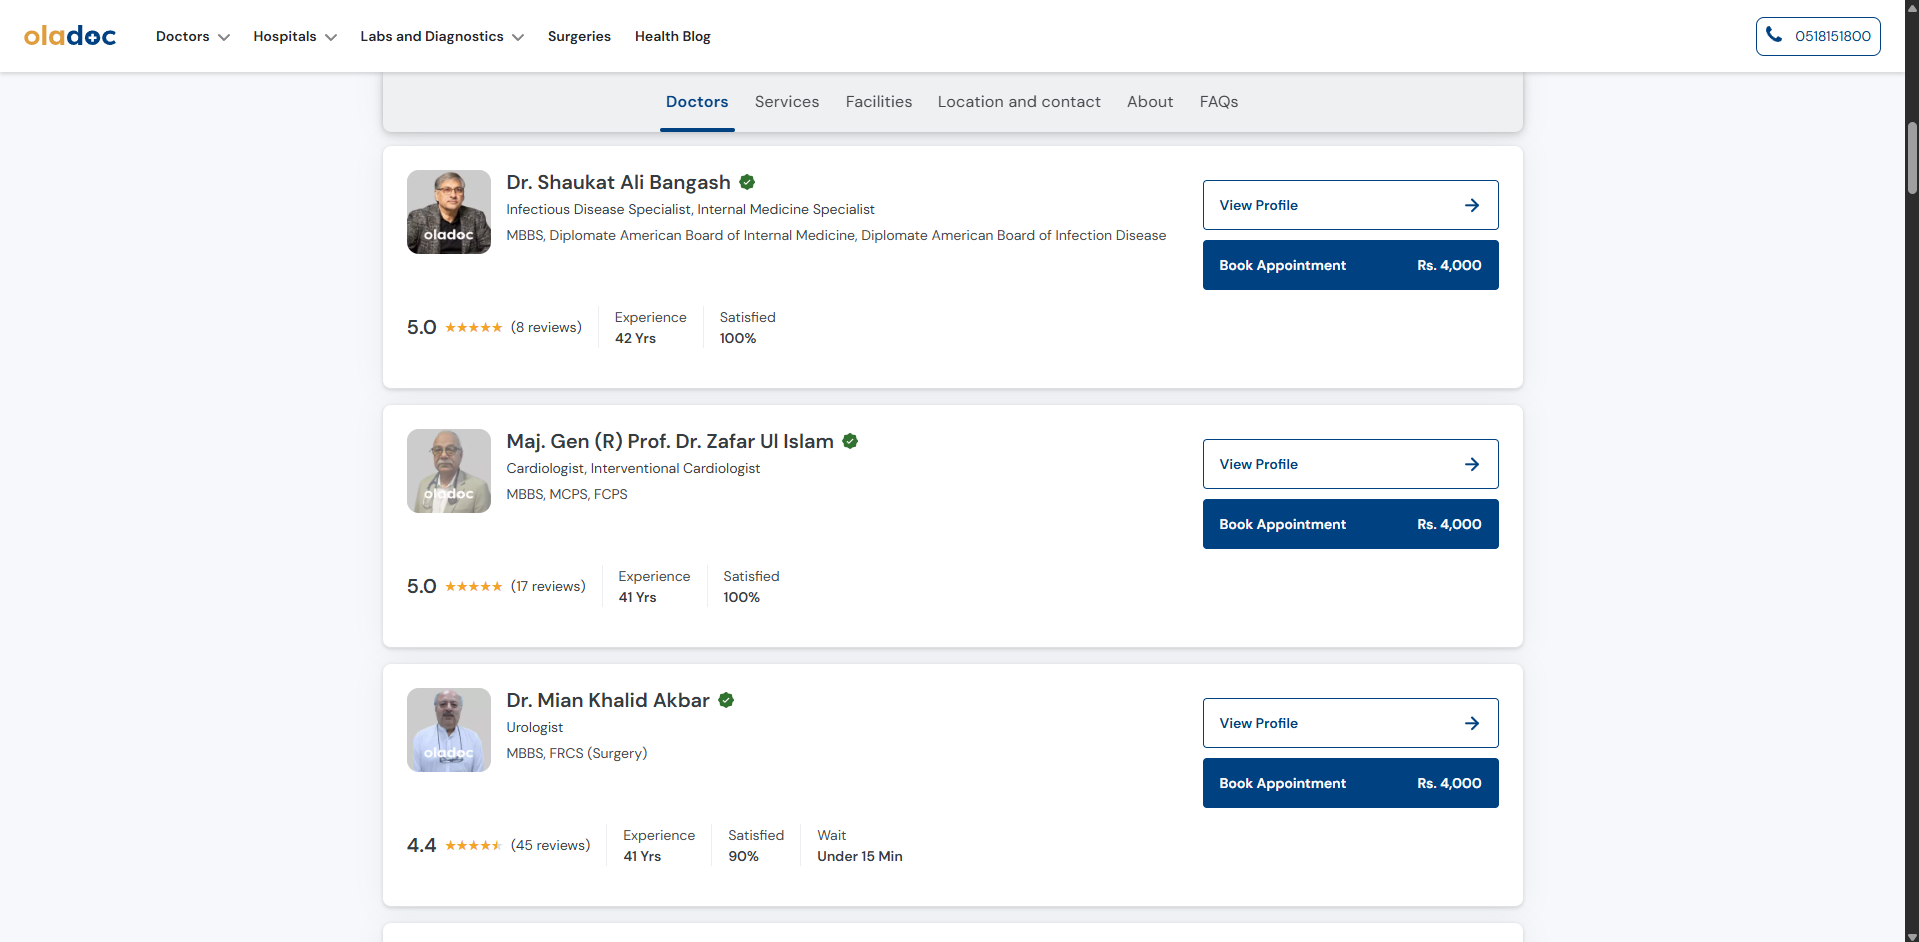 oladoc
Doctors
Hospitals
Labs and Diagnostics
Surgeries
Health Blog
0518151800
Doctors
Services
Facilities
Location and contact
About
FAQs
oladoc
Dr. Shaukat Ali Bangash
Infectious Disease Specialist, Internal Medicine Specialist
MBBS, Diplomate American Board of Internal Medicine, Diplomate American Board of Infection Disease
View Profile
Book Appointment Rs. 4,000
5.0 ★★★★★ (8 reviews)
Experience
42 Yrs
Satisfied
100%
oladoc
Maj. Gen (R) Prof. Dr. Zafar Ul Islam
Cardiologist, Interventional Cardiologist
MBBS, MCPS, FCPS
View Profile
Book Appointment Rs. 4,000
5.0 ★★★★★ (17 reviews)
Experience
41 Yrs
Satisfied
100%
oladoc
Dr. Mian Khalid Akbar
Urologist
MBBS, FRCS (Surgery)
View Profile
Book Appointment Rs. 4,000
4.4 (45 reviews)
Experience
41 Yrs
Satisfied
90%
Wait
Under 15 Min